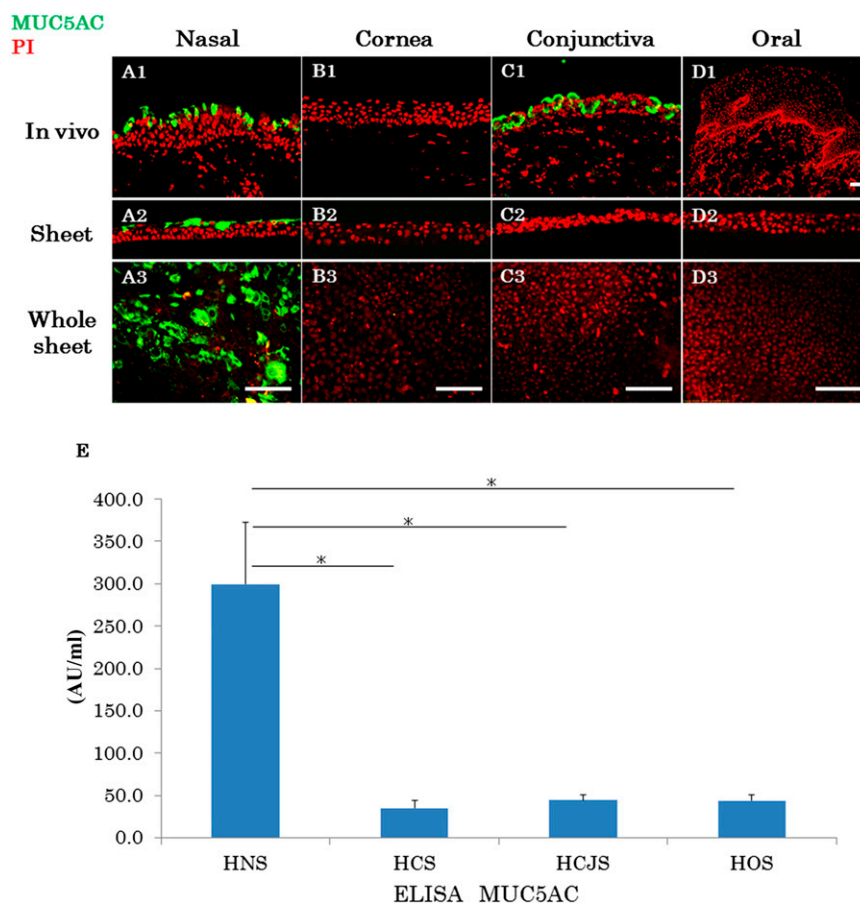 MUC5AC
PI
Nasal Cornea Conjunctiva Oral
In vivo
A1 B1 C1 D1
Sheet
A2 B2 C2 D2
Whole
sheet
A3 B3 C3 D3
E
400.0
350.0
300.0
250.0
200.0
150.0
100.0
50.0
0.0
(AU/ml)
*
*
*
HNS HCS HCJS HOS
ELISA MUC5AC